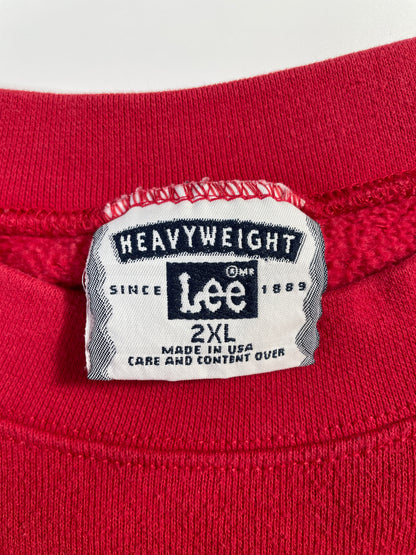 HEAVYWEIGHT
® MR
SINCE Lee 1889
2XL
MADE IN USA
CARE AND CONTENT OVER